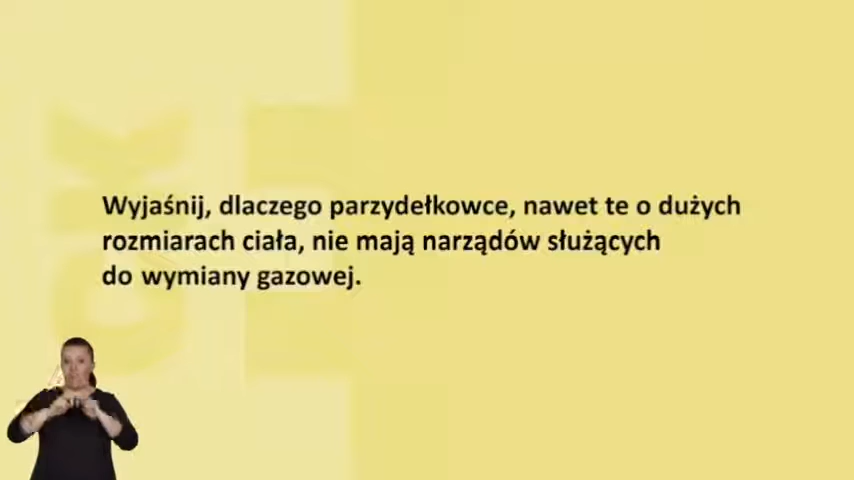 Wyjaśnij, dlaczego parzydełkowce, nawet te o dużych
rozmiarach ciała, nie mają narządów służących
do wymiany gazowej.